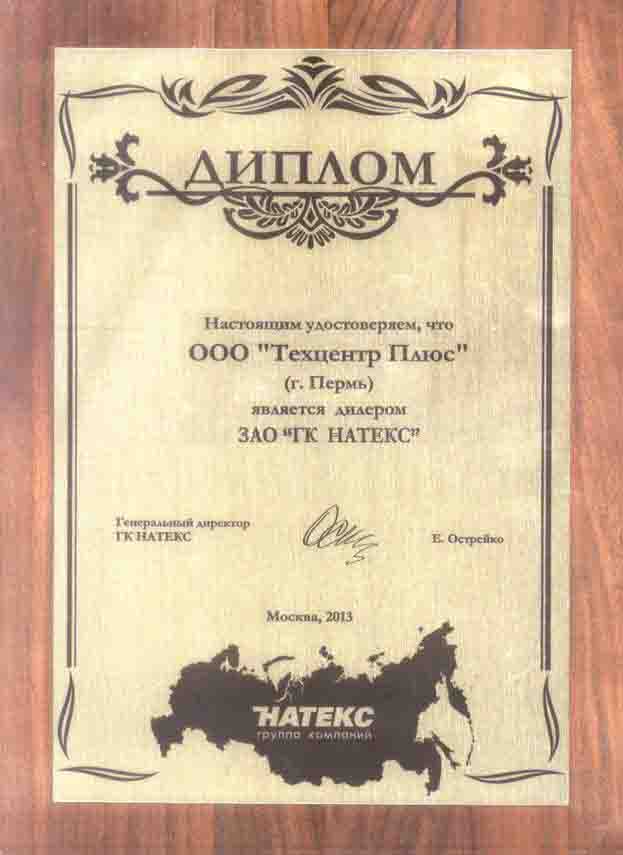 ДИПЛОМ
Настоящим удостоверяем, что
ООО "Техцентр Плюс"
(г. Пермь)
является дилером
ЗАО “ГК НАТЕКС”
Генеральный директор
ГК НАТЕКС
Е. Острейко
Москва, 2013
НАТЕКС
группа компаний